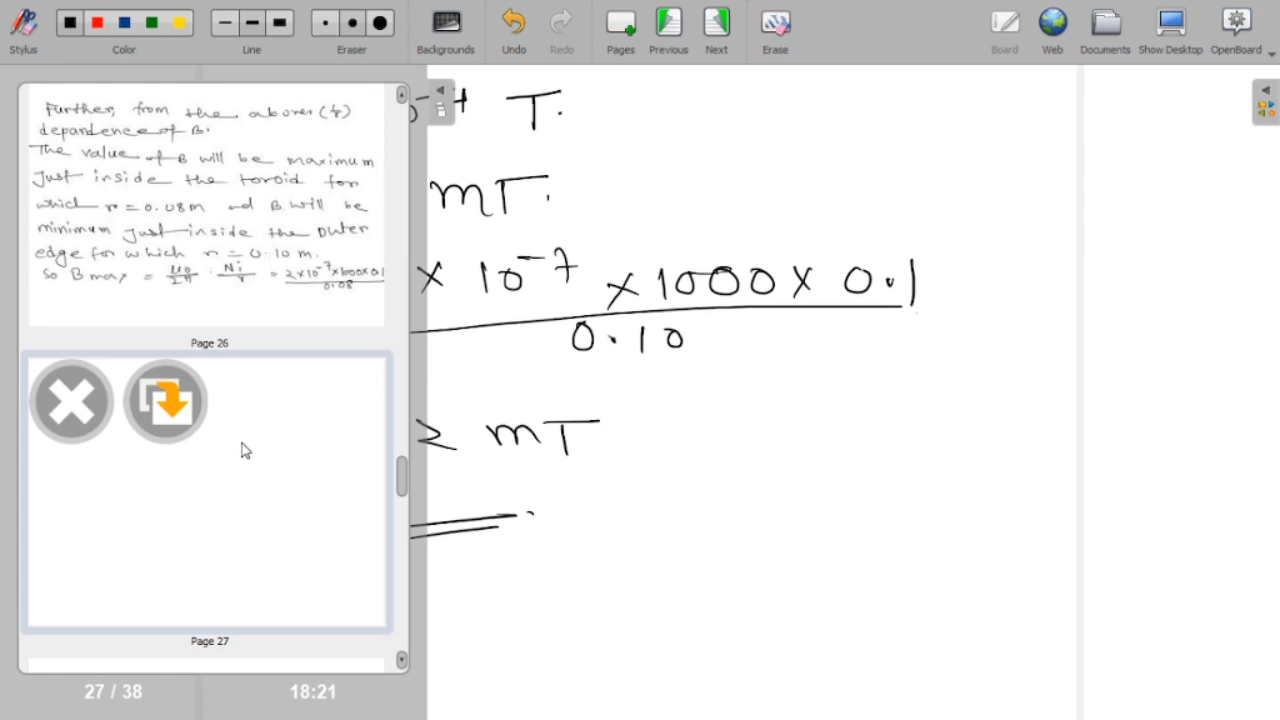 Stylus
Color
Line
Eraser
Backgrounds
Undo
Redo
Pages
Previous
Next
Erase
Board
Web
Documents
Show Desktop
OpenBoard
Further, from the above (1/r)
dependence of B.
The value of B will be maximum
Just inside the toroid for
which r = 0.08m and B will be
minimum just inside the outer
edge for which r = 0.10 m.
So B max = μ0/2π · Ni/r = 2×10⁻⁷×1000×0.1/0.08
Page 26
Page 27
27 / 38
18:21
T.
mT.
× 10⁻⁷ × 1000 × 0.1
0.10
2 mT